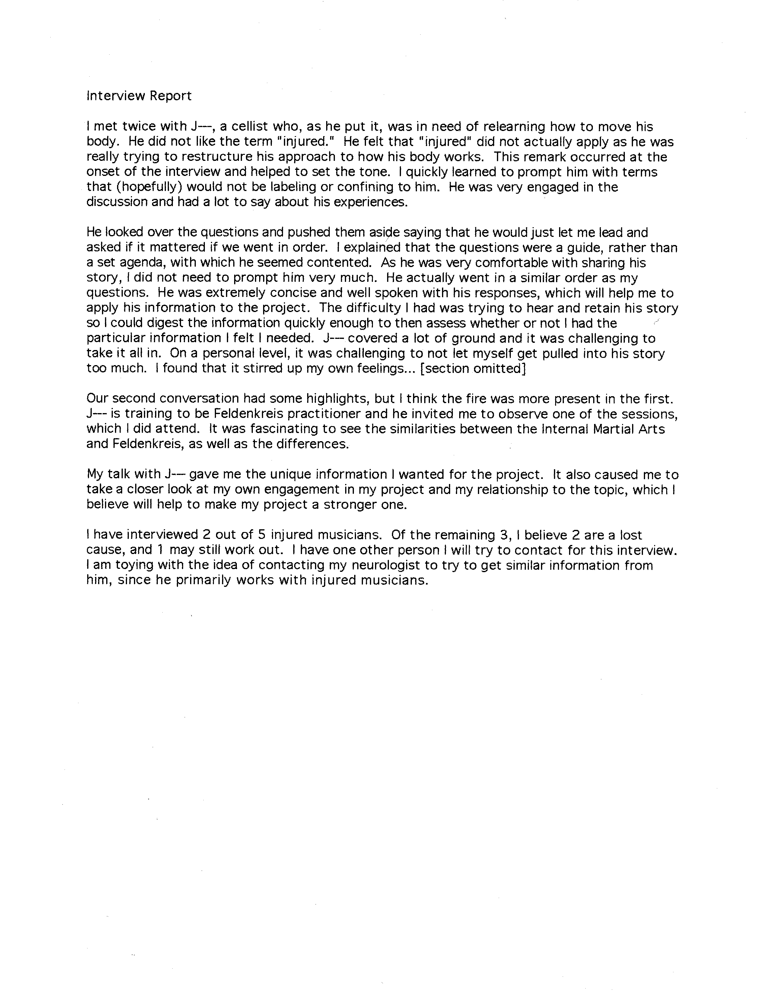 Interview Report
I met twice with J---, a cellist who, as he put it, was in need of relearning how to move his
body.  He did not like the term "injured."  He felt that "injured" did not actually apply as he was
really trying to restructure his approach to how his body works.  This remark occurred at the
onset of the interview and helped to set the tone.  I quickly learned to prompt him with terms
that (hopefully) would not be labeling or confining to him.  He was very engaged in the
discussion and had a lot to say about his experiences.
He looked over the questions and pushed them aside saying that he would just let me lead and
asked if it mattered if we went in order.  I explained that the questions were a guide, rather than
a set agenda, with which he seemed contented.  As he was very comfortable with sharing his
story, I did not need to prompt him very much.  He actually went in a similar order as my
questions.  He was extremely concise and well spoken with his responses, which will help me to
apply his information to the project.  The difficulty I had was trying to hear and retain his story
so I could digest the information quickly enough to then assess whether or not I had the
particular information I felt I needed.  J--- covered a lot of ground and it was challenging to
take it all in.  On a personal level, it was challenging to not let myself get pulled into his story
too much.  I found that it stirred up my own feelings... [section omitted]
Our second conversation had some highlights, but I think the fire was more present in the first.
J--- is training to be Feldenkreis practitioner and he invited me to observe one of the sessions,
which I did attend.  It was fascinating to see the similarities between the Internal Martial Arts
and Feldenkreis, as well as the differences.
My talk with J--- gave me the unique information I wanted for the project.  It also caused me to
take a closer look at my own engagement in my project and my relationship to the topic, which I
believe will help to make my project a stronger one.
I have interviewed 2 out of 5 injured musicians.  Of the remaining 3, I believe 2 are a lost
cause, and 1 may still work out.  I have one other person I will try to contact for this interview.
I am toying with the idea of contacting my neurologist to try to get similar information from
him, since he primarily works with injured musicians.